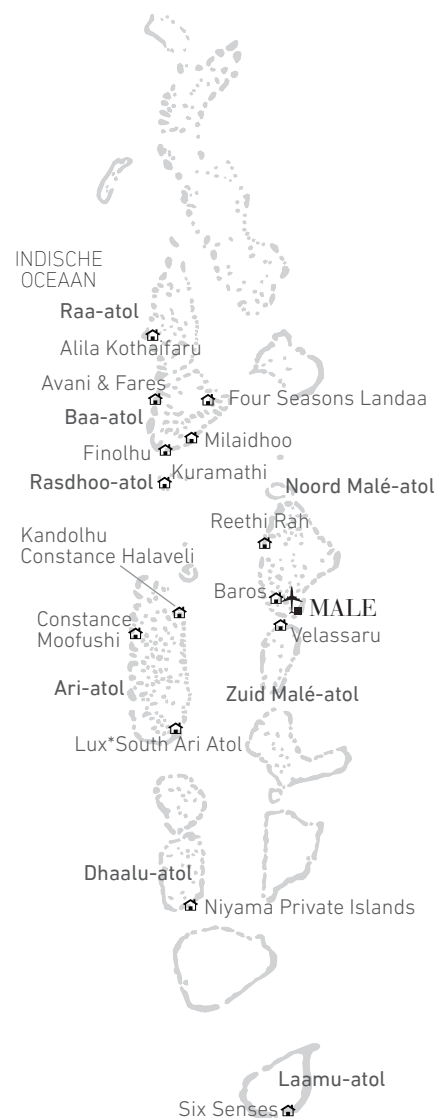 INDISCHE
OCEAAN
Raa-atol
Alila Kothaifaru
Avani & Fares
Four Seasons Landaa
Baa-atol
Milaidhoo
Finolhu
Kuramathi
Rasdhoo-atol
Noord Malé-atol
Reethi Rah
Kandolhu
Constance Halaveli
Baros
MALE
Constance
Moofushi
Velassaru
Ari-atol
Zuid Malé-atol
Lux*South Ari Atol
Dhaalu-atol
Niyama Private Islands
Laamu-atol
Six Senses